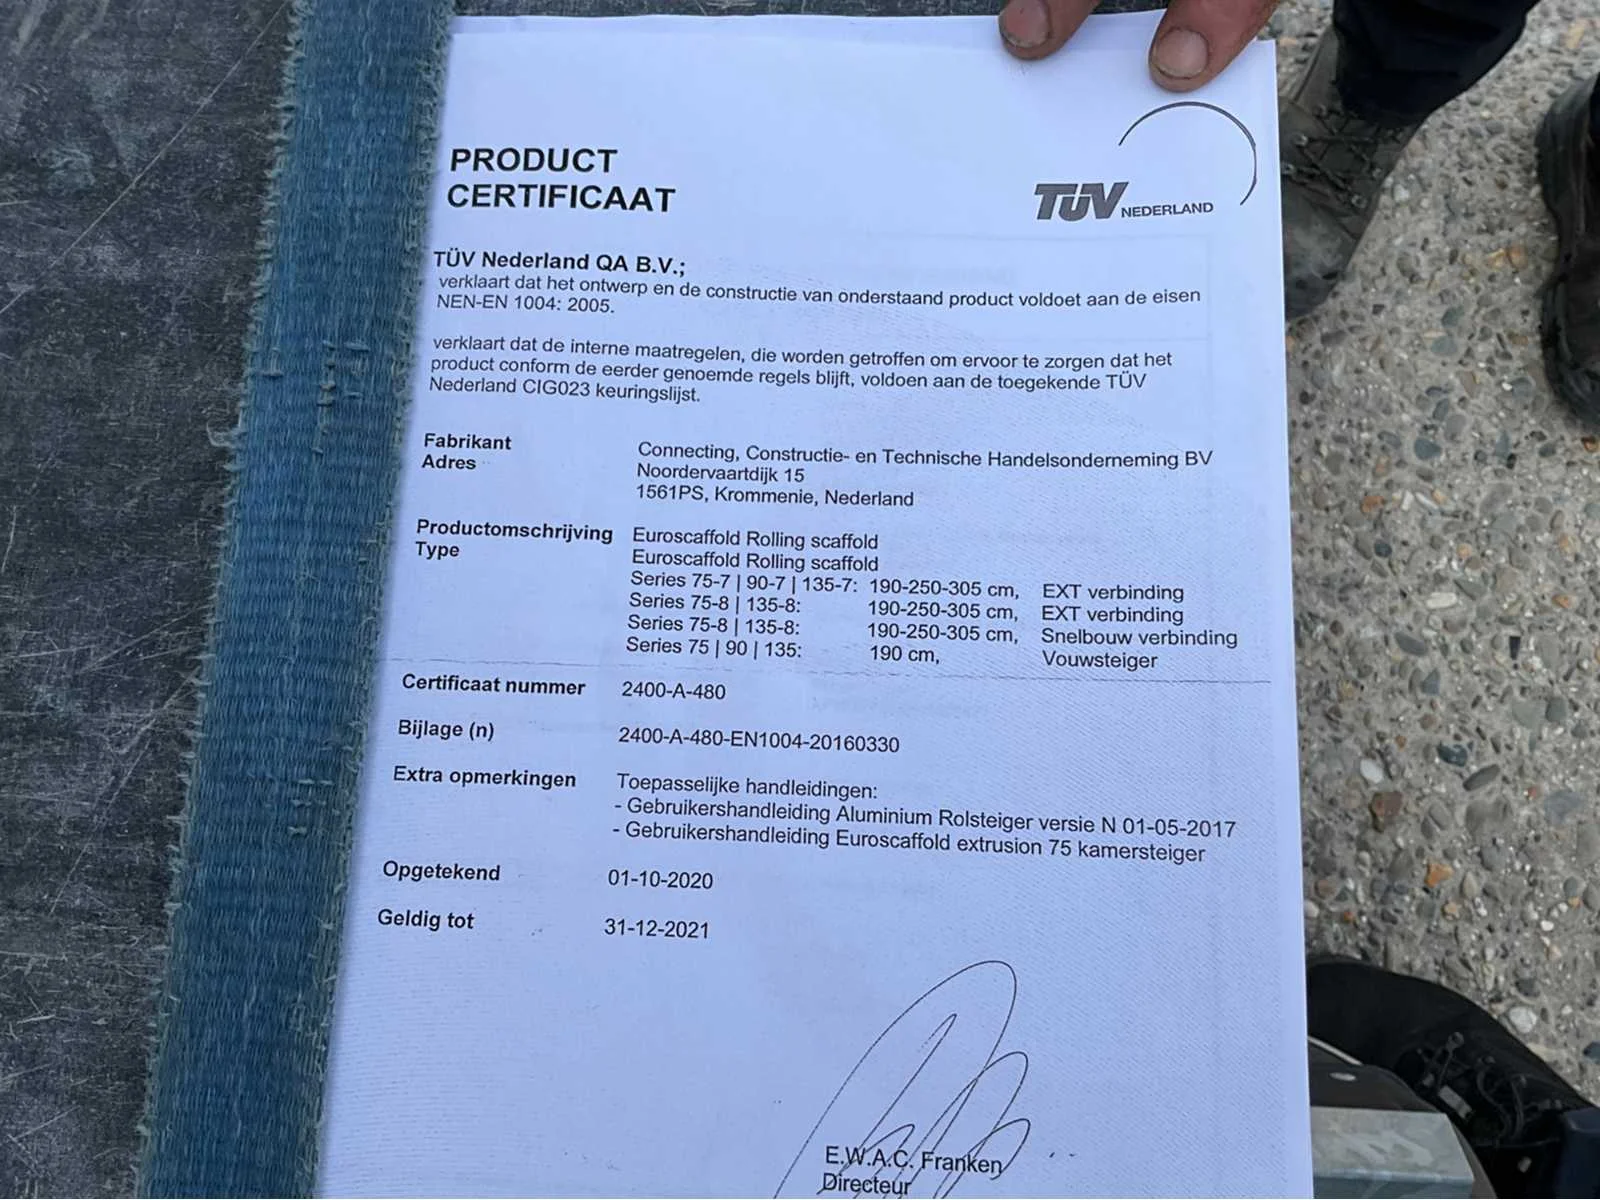 PRODUCT
CERTIFICAAT
TÜV NEDERLAND
TÜV Nederland QA B.V.;
verklaart dat het ontwerp en de constructie van onderstaand product voldoet aan de eisen
NEN-EN 1004: 2005.
verklaart dat de interne maatregelen, die worden getroffen om ervoor te zorgen dat het
product conform de eerder genoemde regels blijft, voldoen aan de toegekende TÜV
Nederland CIG023 keuringslijst.
Fabrikant Connecting, Constructie- en Technische Handelsonderneming BV
Adres Noordervaartdijk 15
1561PS, Krommenie, Nederland
Productomschrijving Euroscaffold Rolling scaffold
Type Euroscaffold Rolling scaffold
Series 75-7 | 90-7 | 135-7: 190-250-305 cm, EXT verbinding
Series 75-8 | 135-8: 190-250-305 cm, EXT verbinding
Series 75-8 | 135-8: 190-250-305 cm, Snelbouw verbinding
Series 75 | 90 | 135: 190 cm, Vouwsteiger
Certificaat nummer 2400-A-480
Bijlage (n) 2400-A-480-EN1004-20160330
Extra opmerkingen Toepasselijke handleidingen:
- Gebruikershandleiding Aluminium Rolsteiger versie N 01-05-2017
- Gebruikershandleiding Euroscaffold extrusion 75 kamersteiger
Opgetekend 01-10-2020
Geldig tot 31-12-2021
E.W.A.C. Franken
Directeur